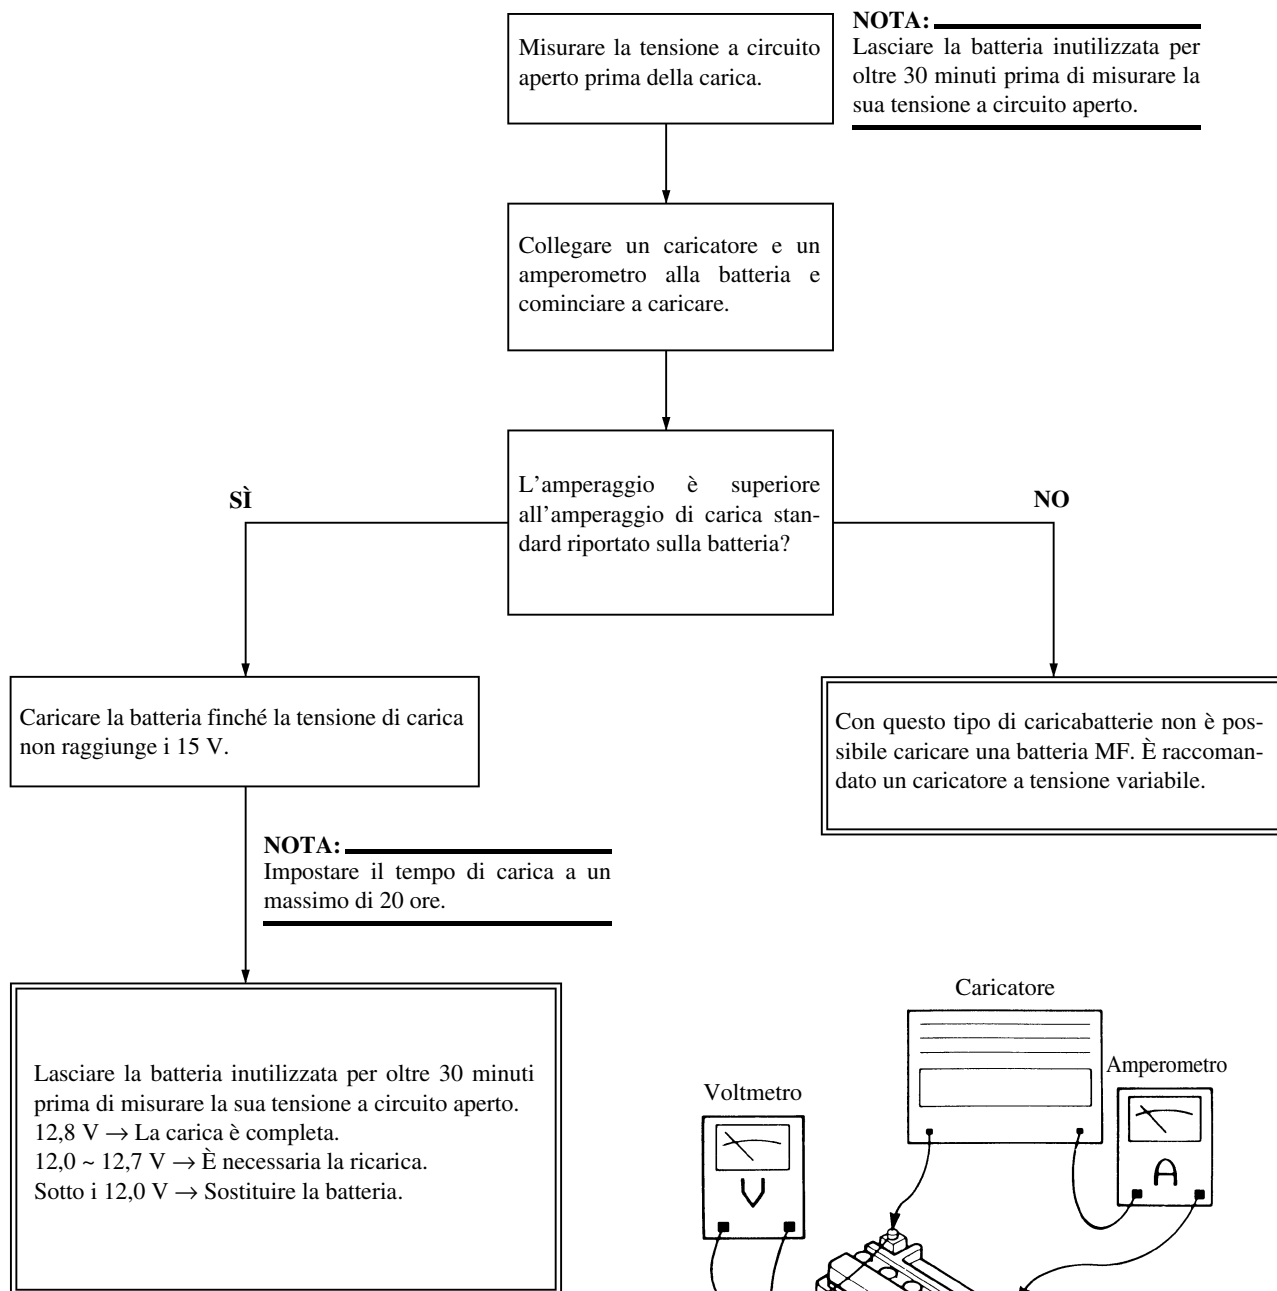 Misurare la tensione a circuito
aperto prima della carica.
NOTA:
Lasciare la batteria inutilizzata per
oltre 30 minuti prima di misurare la
sua tensione a circuito aperto.
Collegare un caricatore e un
amperometro alla batteria e
cominciare a caricare.
L'amperaggio è superiore
all'amperaggio di carica stan-
dard riportato sulla batteria?
SÌ
NO
Caricare la batteria finché la tensione di carica
non raggiunge i 15 V.
Con questo tipo di caricabatterie non è pos-
sibile caricare una batteria MF. È raccoman-
dato un caricatore a tensione variabile.
NOTA:
Impostare il tempo di carica a un
massimo di 20 ore.
Lasciare la batteria inutilizzata per oltre 30 minuti
prima di misurare la sua tensione a circuito aperto.
12,8 V → La carica è completa.
12,0 ~ 12,7 V → È necessaria la ricarica.
Sotto i 12,0 V → Sostituire la batteria.
Caricatore
Amperometro
Voltmetro
V
A